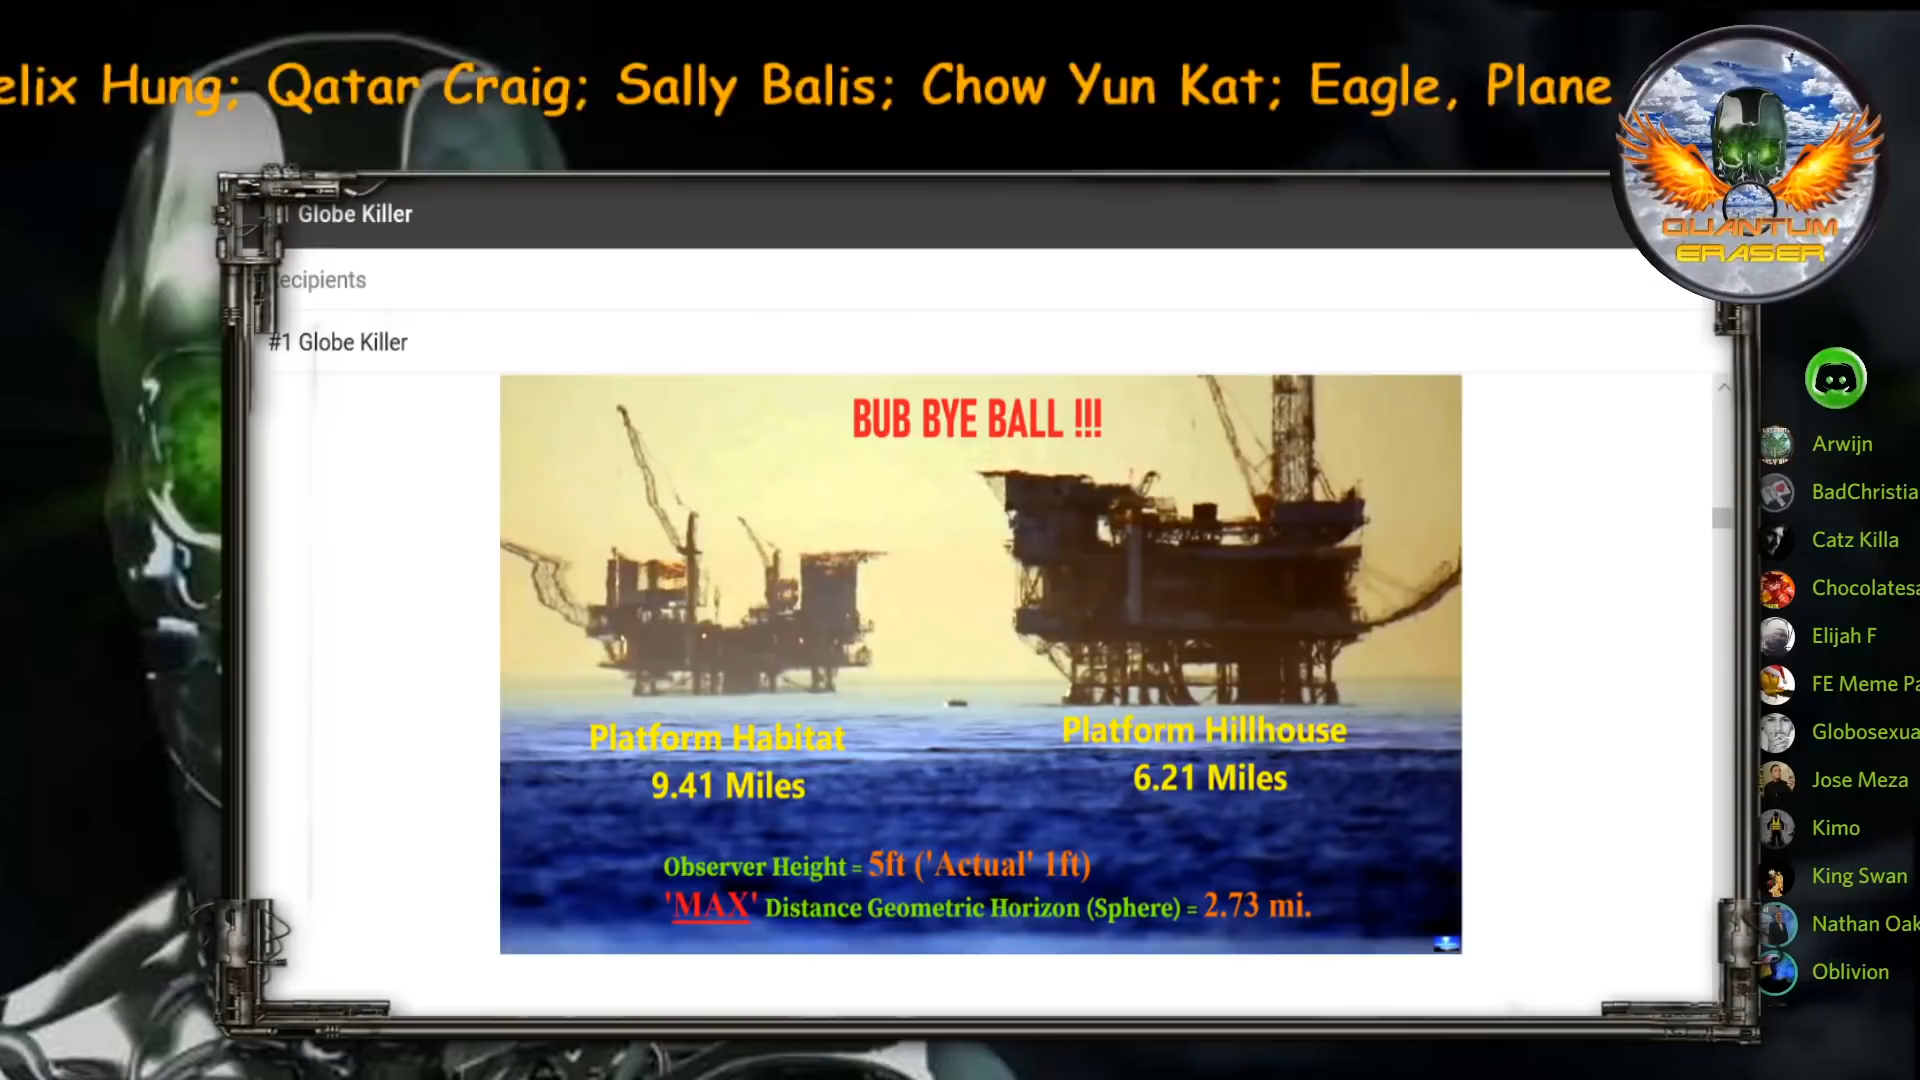 elix Hung; Qatar Craig; Sally Balis; Chow Yun Kat; Eagle, Plane
QUANTUM
ERASER
Globe Killer
ecipients
#1 Globe Killer
BUB BYE BALL !!!
Platform Habitat
9.41 Miles
Platform Hillhouse
6.21 Miles
Observer Height = 5ft ('Actual' 1ft)
'MAX' Distance Geometric Horizon (Sphere) = 2.73 mi.
Arwijn
BadChristia
Catz Killa
Chocolatesa
Elijah F
FE Meme Pa
Globosexua
Jose Meza
Kimo
King Swan
Nathan Oak
Oblivion